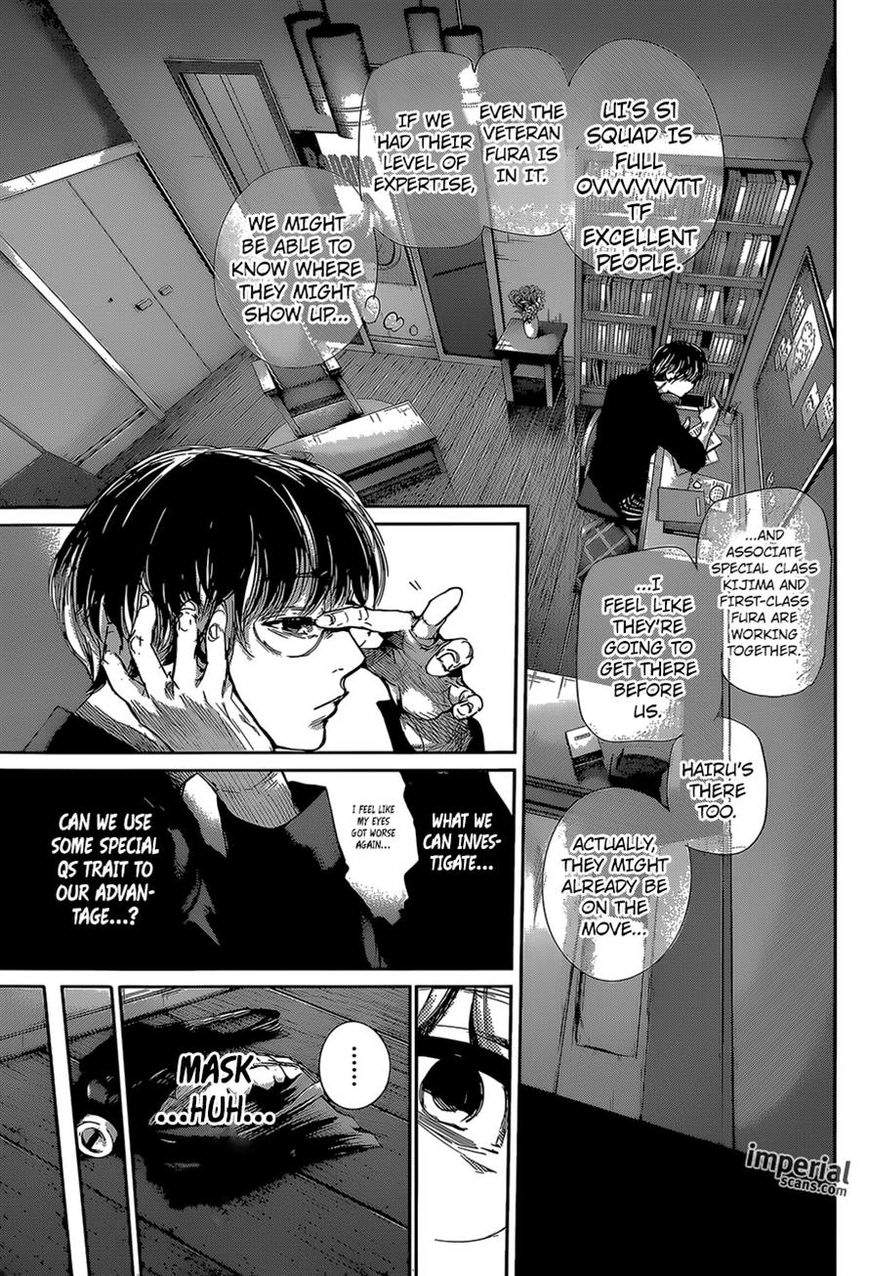 UI'S S1
SQUAD IS
FULL
OVVVVVVTT
TF
EXCELLENT
PEOPLE.
EVEN THE
VETERAN
FURA IS
IN IT.
IF WE
HAD THEIR
LEVEL OF
EXPERTISE,
WE MIGHT
BE ABLE TO
KNOW WHERE
THEY MIGHT
SHOW UP...
...AND
ASSOCIATE
SPECIAL CLASS
KIJIMA AND
FIRST-CLASS
FURA ARE
WORKING
TOGETHER...
...I
FEEL LIKE
THEY'RE
GOING TO
GET THERE
BEFORE
US.
HAIRU'S
THERE
TOO.
ACTUALLY,
THEY MIGHT
ALREADY BE
ON THE
MOVE...
WHAT WE
CAN INVES-
TIGATE...
I FEEL LIKE
MY EYES
GOT WORSE
AGAIN...
CAN WE USE
SOME SPECIAL
QS TRAIT TO
OUR ADVAN-
TAGE...?
...
MASK
...HUH...
imperial
scans.com